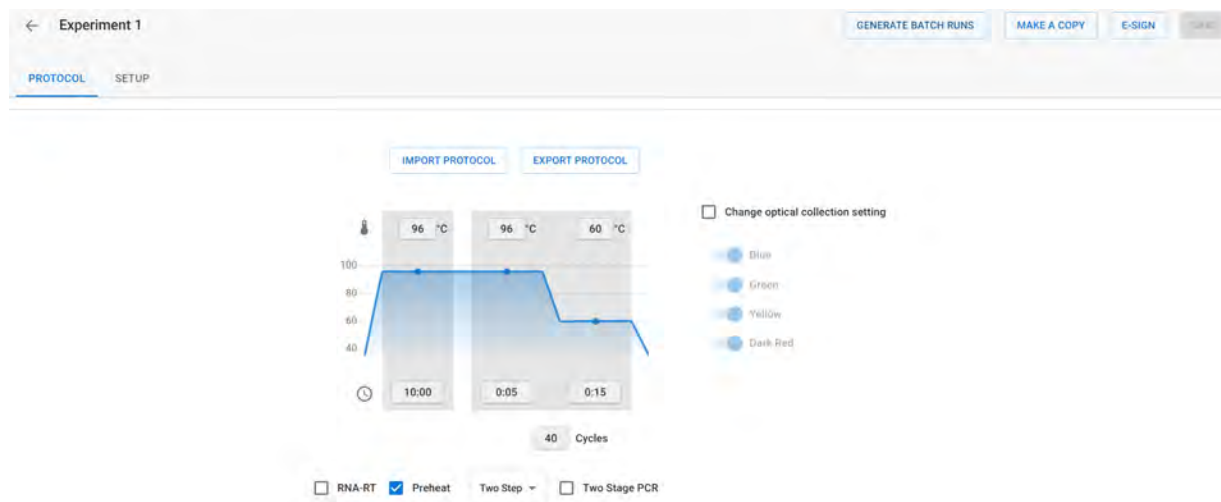 Experiment 1
GENERATE BATCH RUNS
MAKE A COPY
E-SIGN
PROTOCOL SETUP
IMPORT PROTOCOL EXPORT PROTOCOL
96 °C 96 °C 60 °C
Change optical collection setting
Blue
Green
Yellow
Dark Red
100
80
60
40
10:00 0:05 0:15
40 Cycles
RNA-RT Preheat Two Step Two Stage PCR